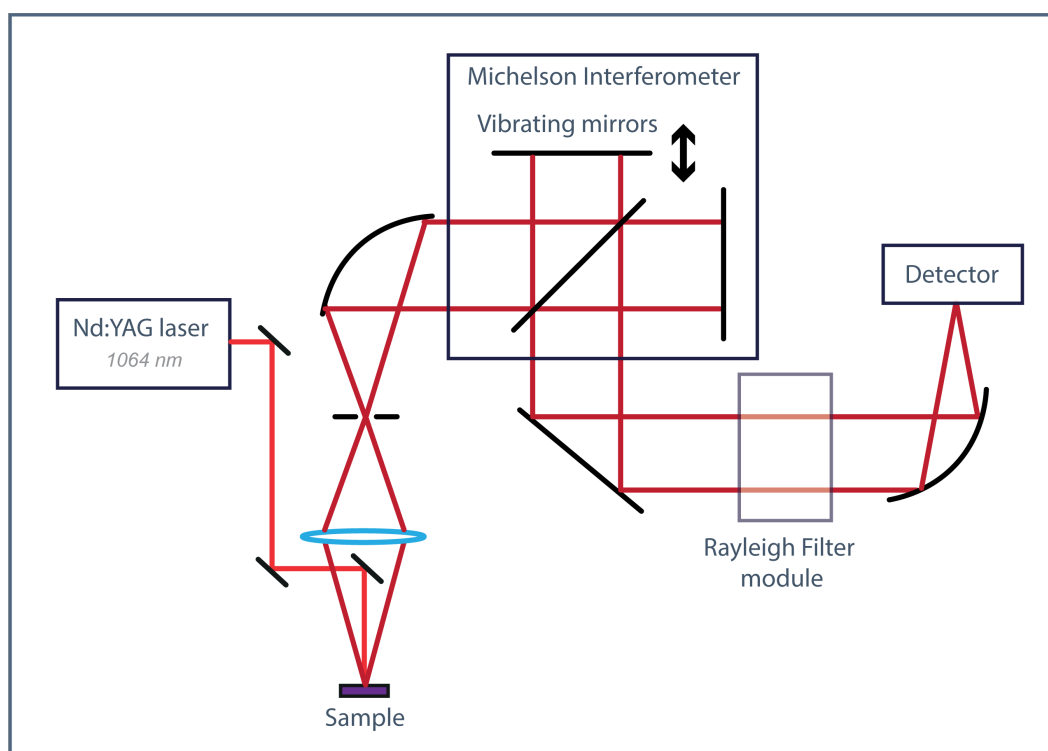 Michelson Interferometer
Vibrating mirrors
Detector
Nd:YAG laser
1064 nm
Rayleigh Filter
module
Sample